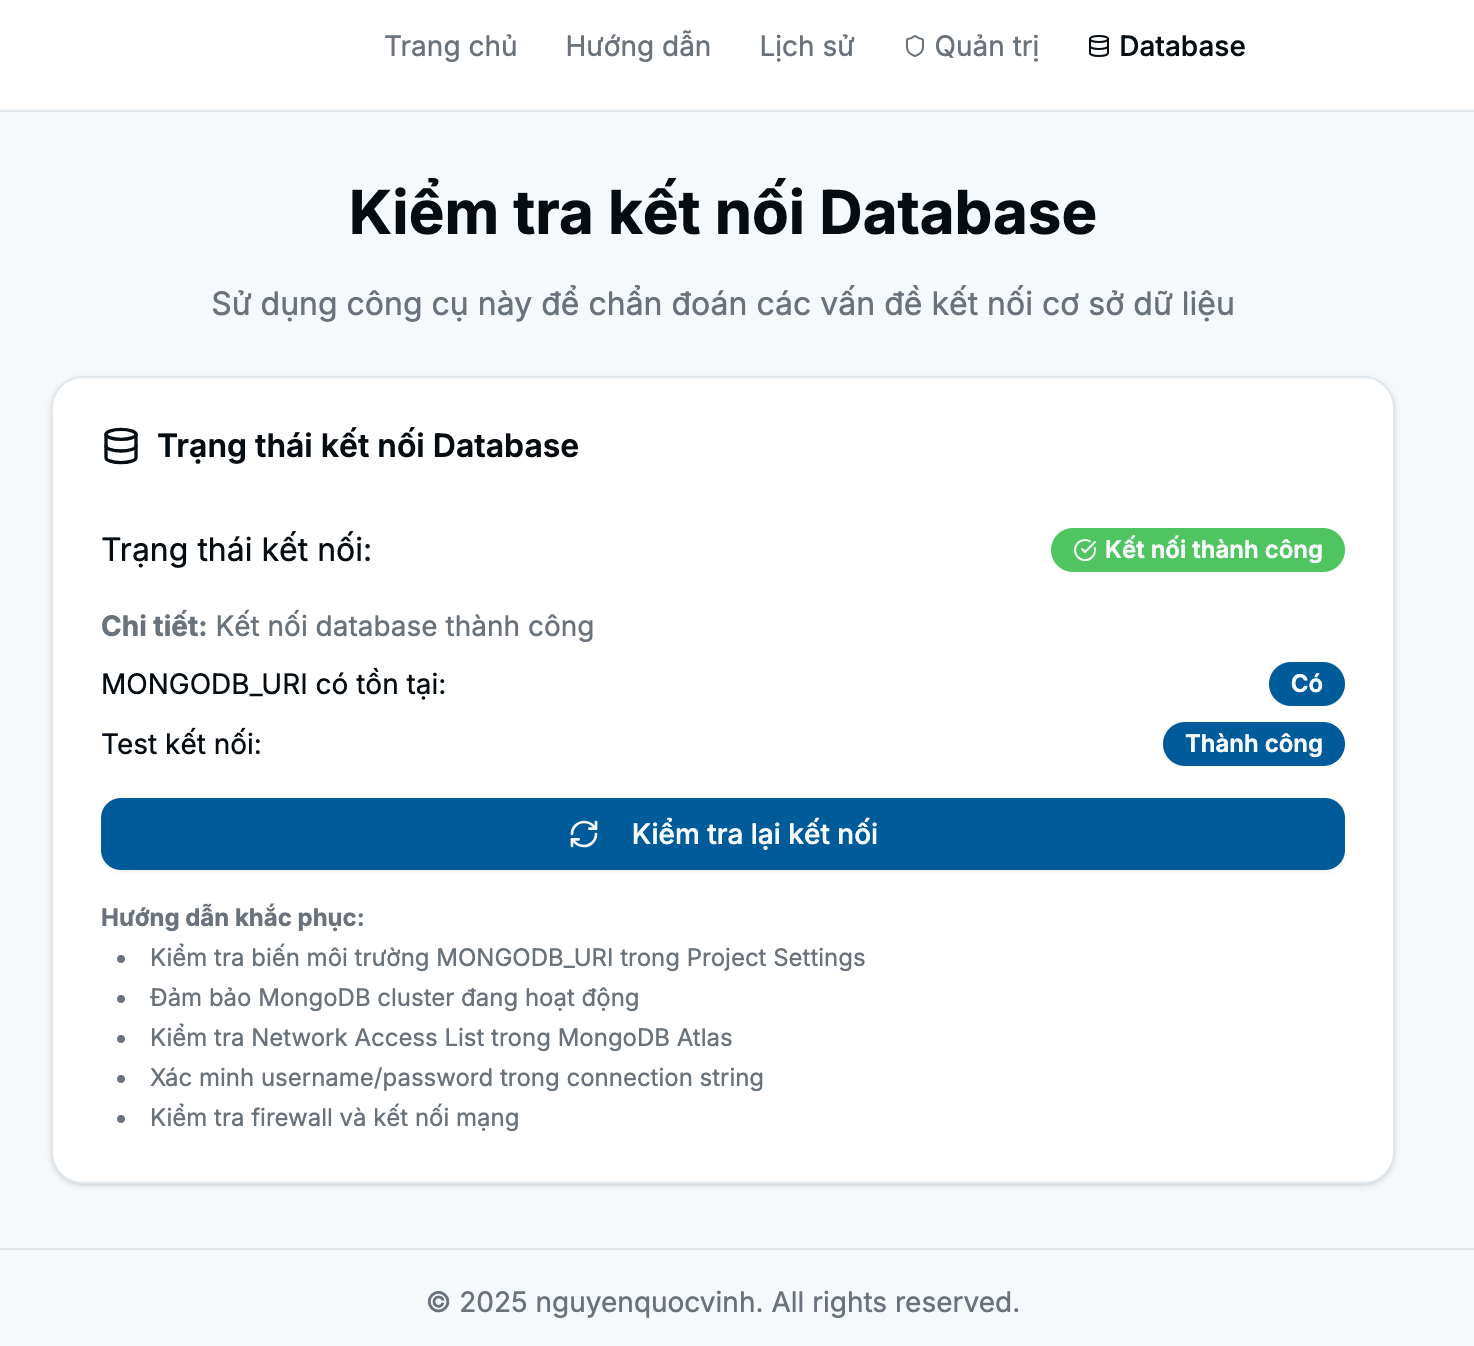 Trang chủ Hướng dẫn Lịch sử Quản trị Database
Kiểm tra kết nối Database
Sử dụng công cụ này để chẩn đoán các vấn đề kết nối cơ sở dữ liệu
Trạng thái kết nối Database
Trạng thái kết nối: Kết nối thành công
Chi tiết: Kết nối database thành công
MONGODB_URI có tồn tại: Có
Test kết nối: Thành công
Kiểm tra lại kết nối
Hướng dẫn khắc phục:
• Kiểm tra biến môi trường MONGODB_URI trong Project Settings
• Đảm bảo MongoDB cluster đang hoạt động
• Kiểm tra Network Access List trong MongoDB Atlas
• Xác minh username/password trong connection string
• Kiểm tra firewall và kết nối mạng
© 2025 nguyenquocvinh. All rights reserved.